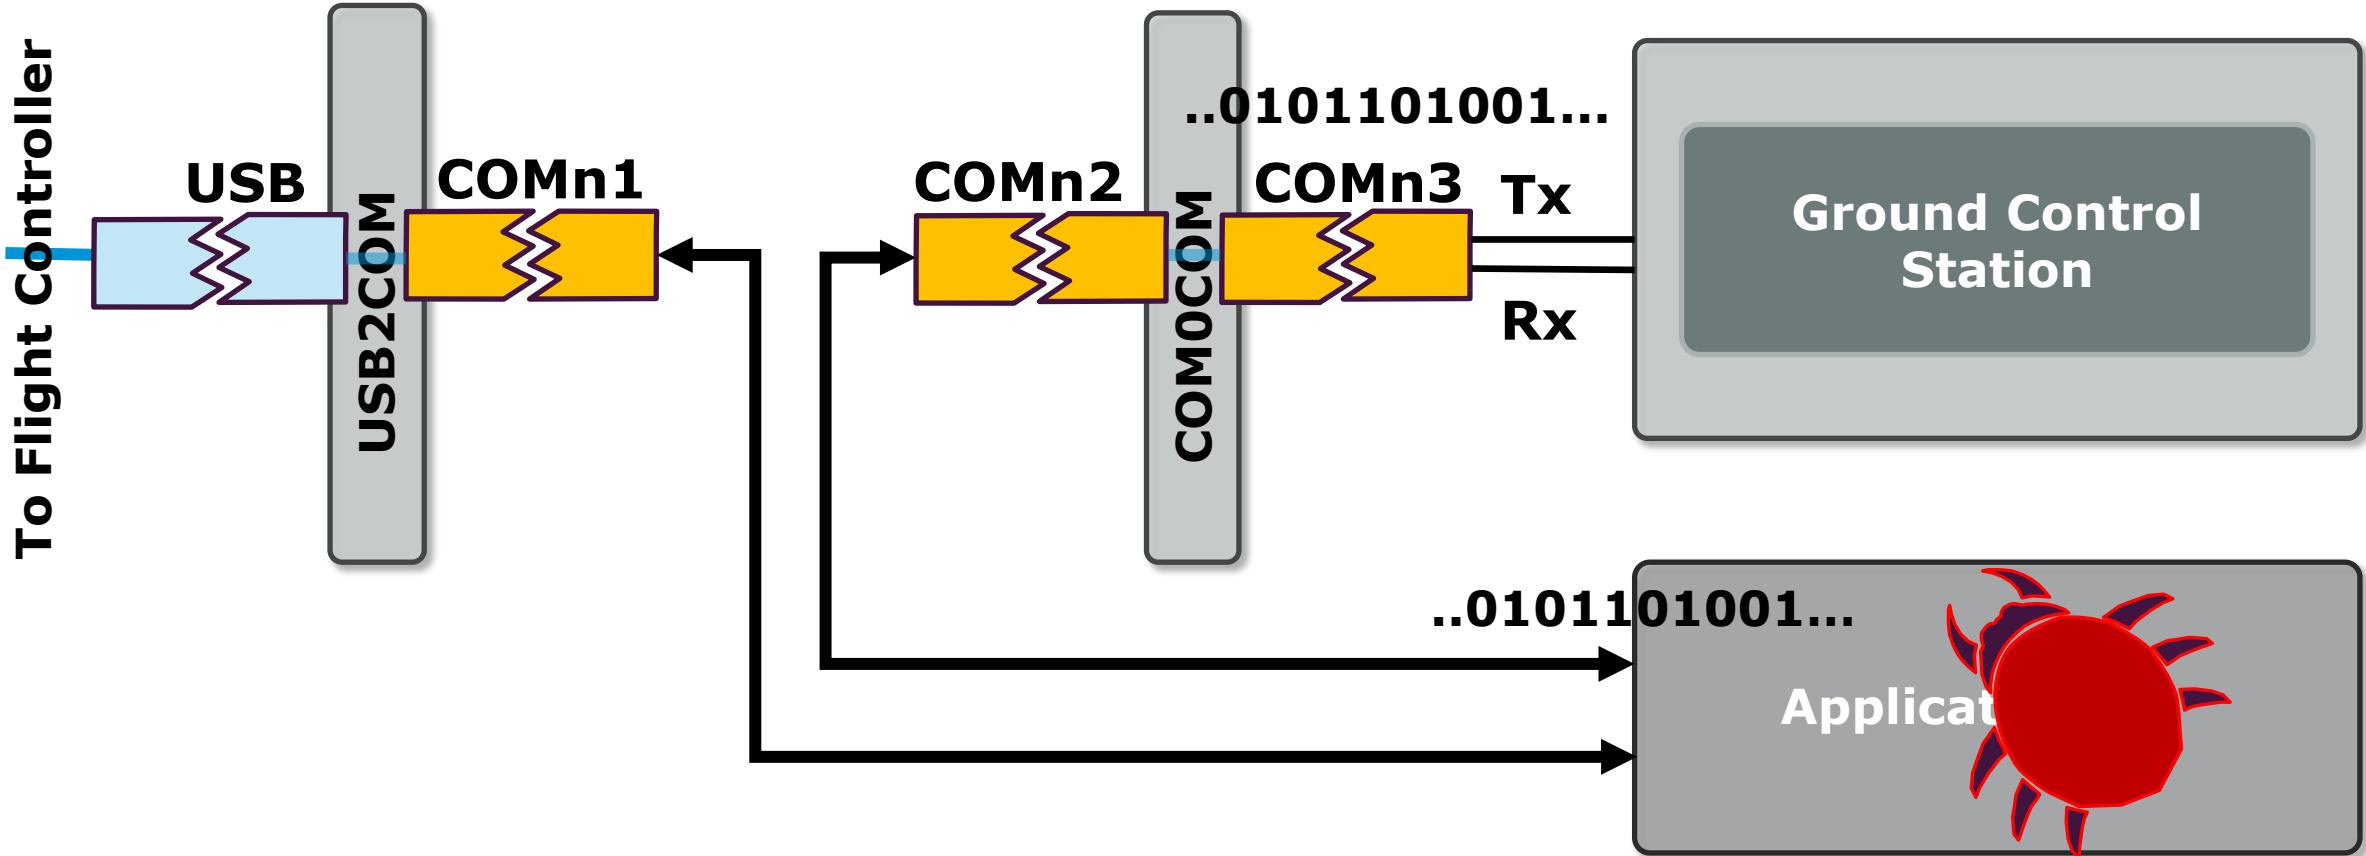 To Flight Controller
USB
USB2COM
COMn1
COMn2
COM0COM
..0101101001...
COMn3
Tx
Rx
Ground Control
Station
..0101101001...
Applicat